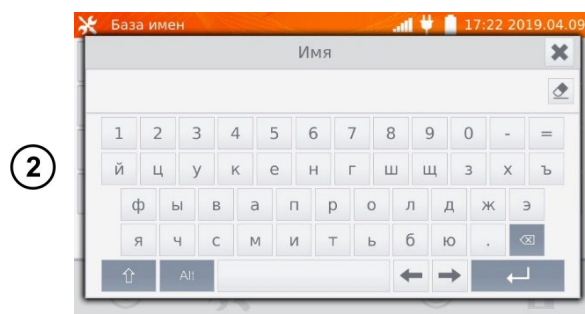 База имен 17:22 2019.04.09
Имя
2
1 2 3 4 5 6 7 8 9 0 - =
й ц у к е н г ш щ з х ъ
ф ы в а п р о л д ж э
я ч с м и т ь б ю .
Alt